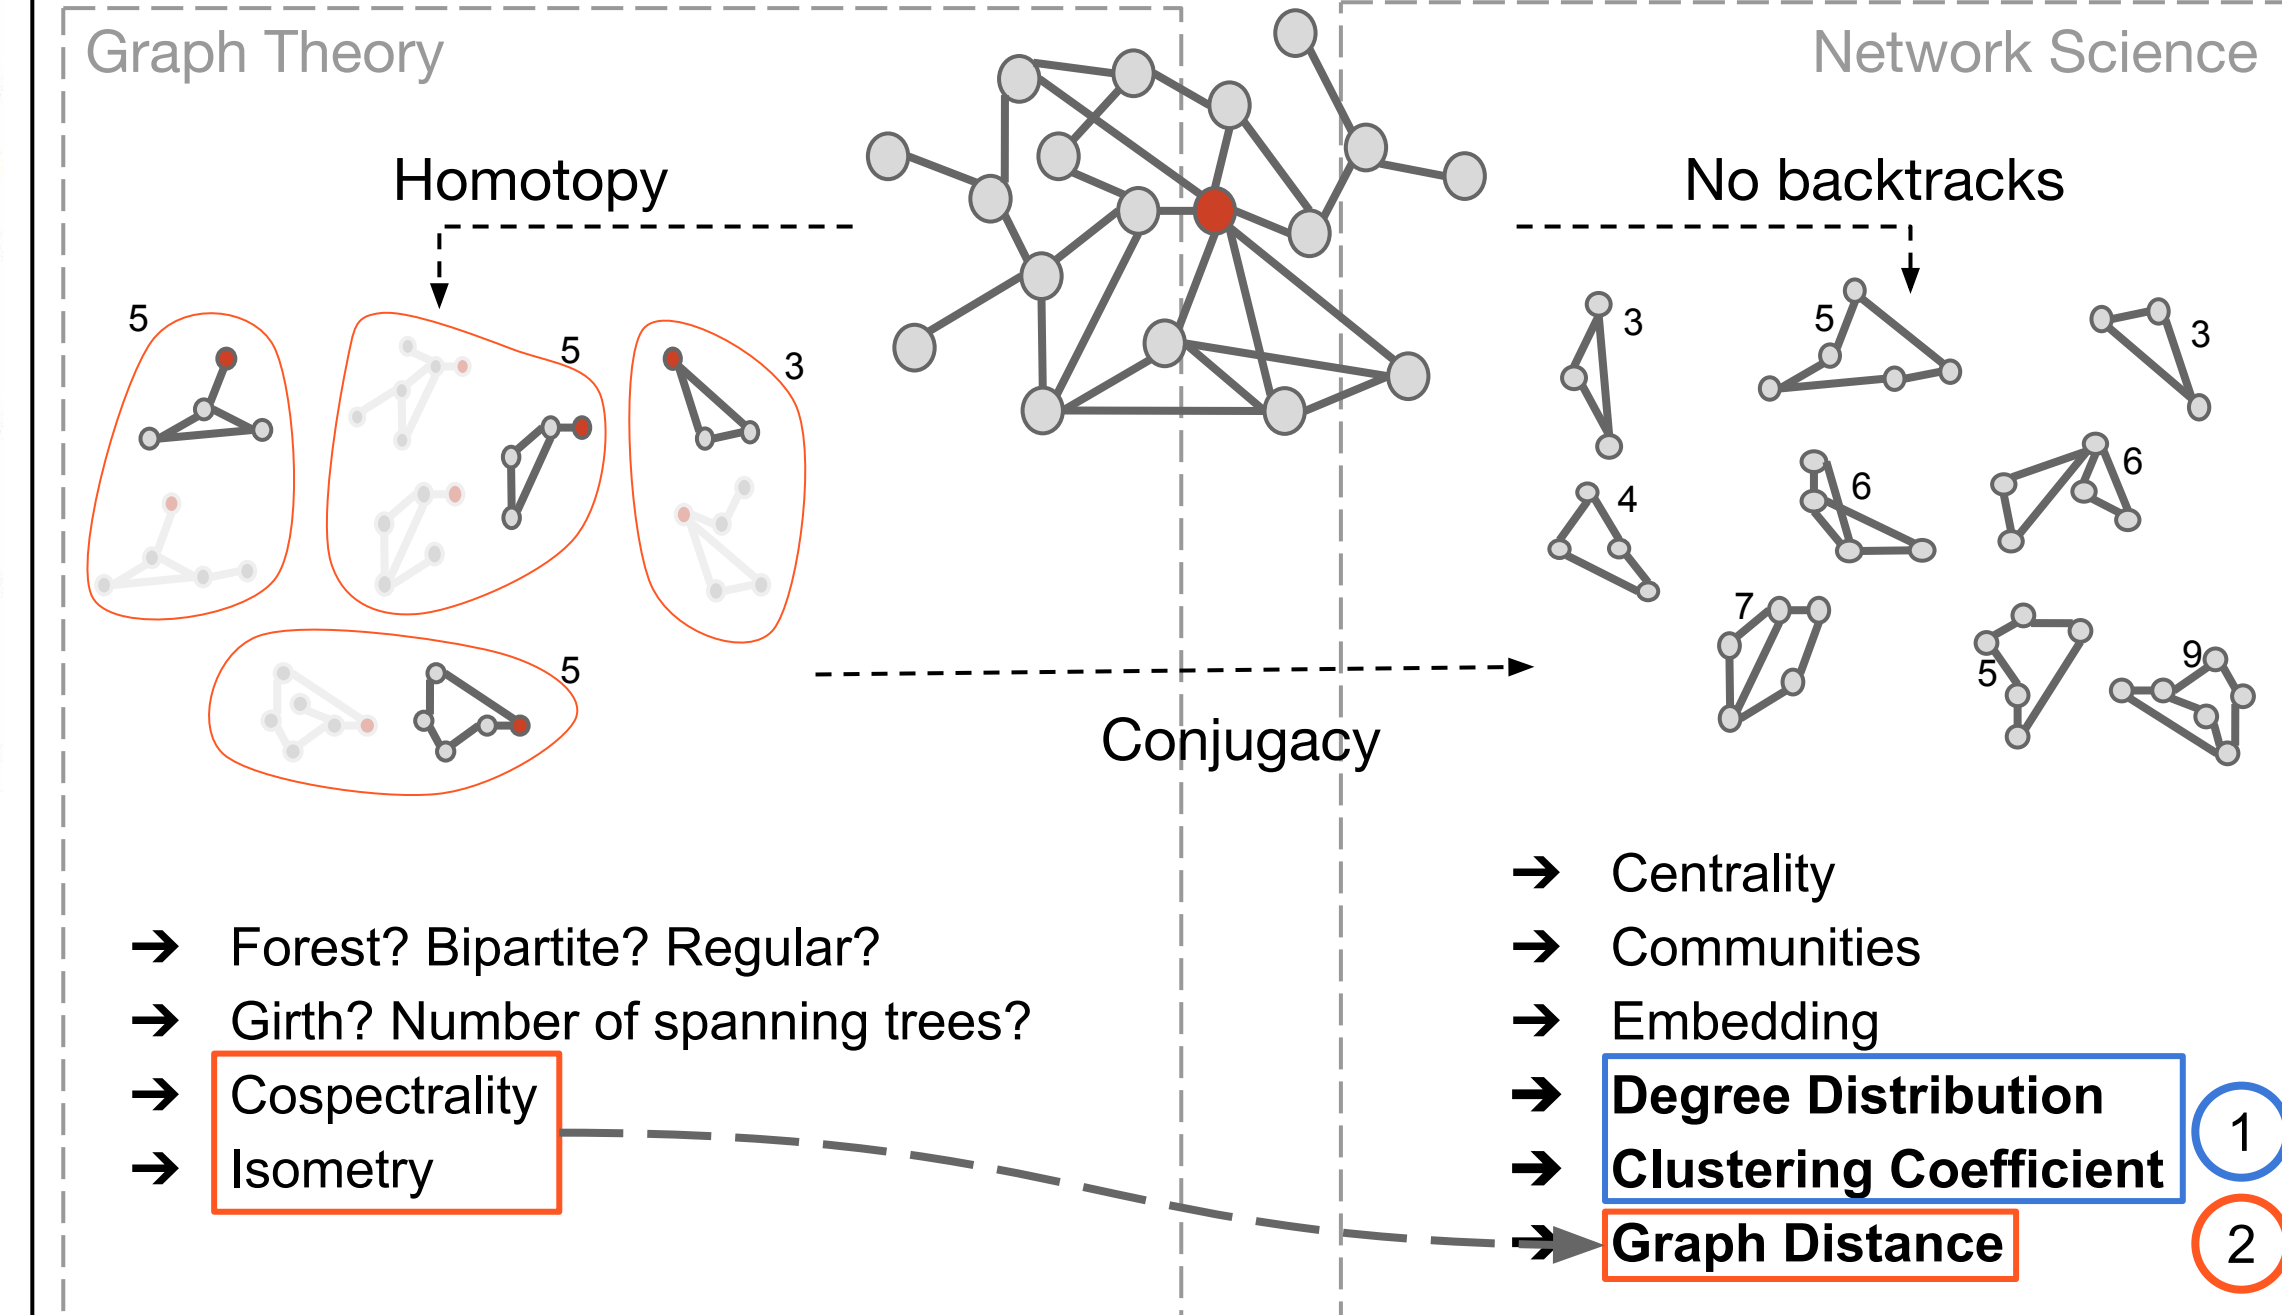 Graph Theory
Network Science
Homotopy
No backtracks
5
5
3
5
3
5
3
4
6
6
7
5
9
Conjugacy
Forest? Bipartite? Regular?
Girth? Number of spanning trees?
Cospectrality
Isometry
Centrality
Communities
Embedding
Degree Distribution
Clustering Coefficient
Graph Distance
1
2